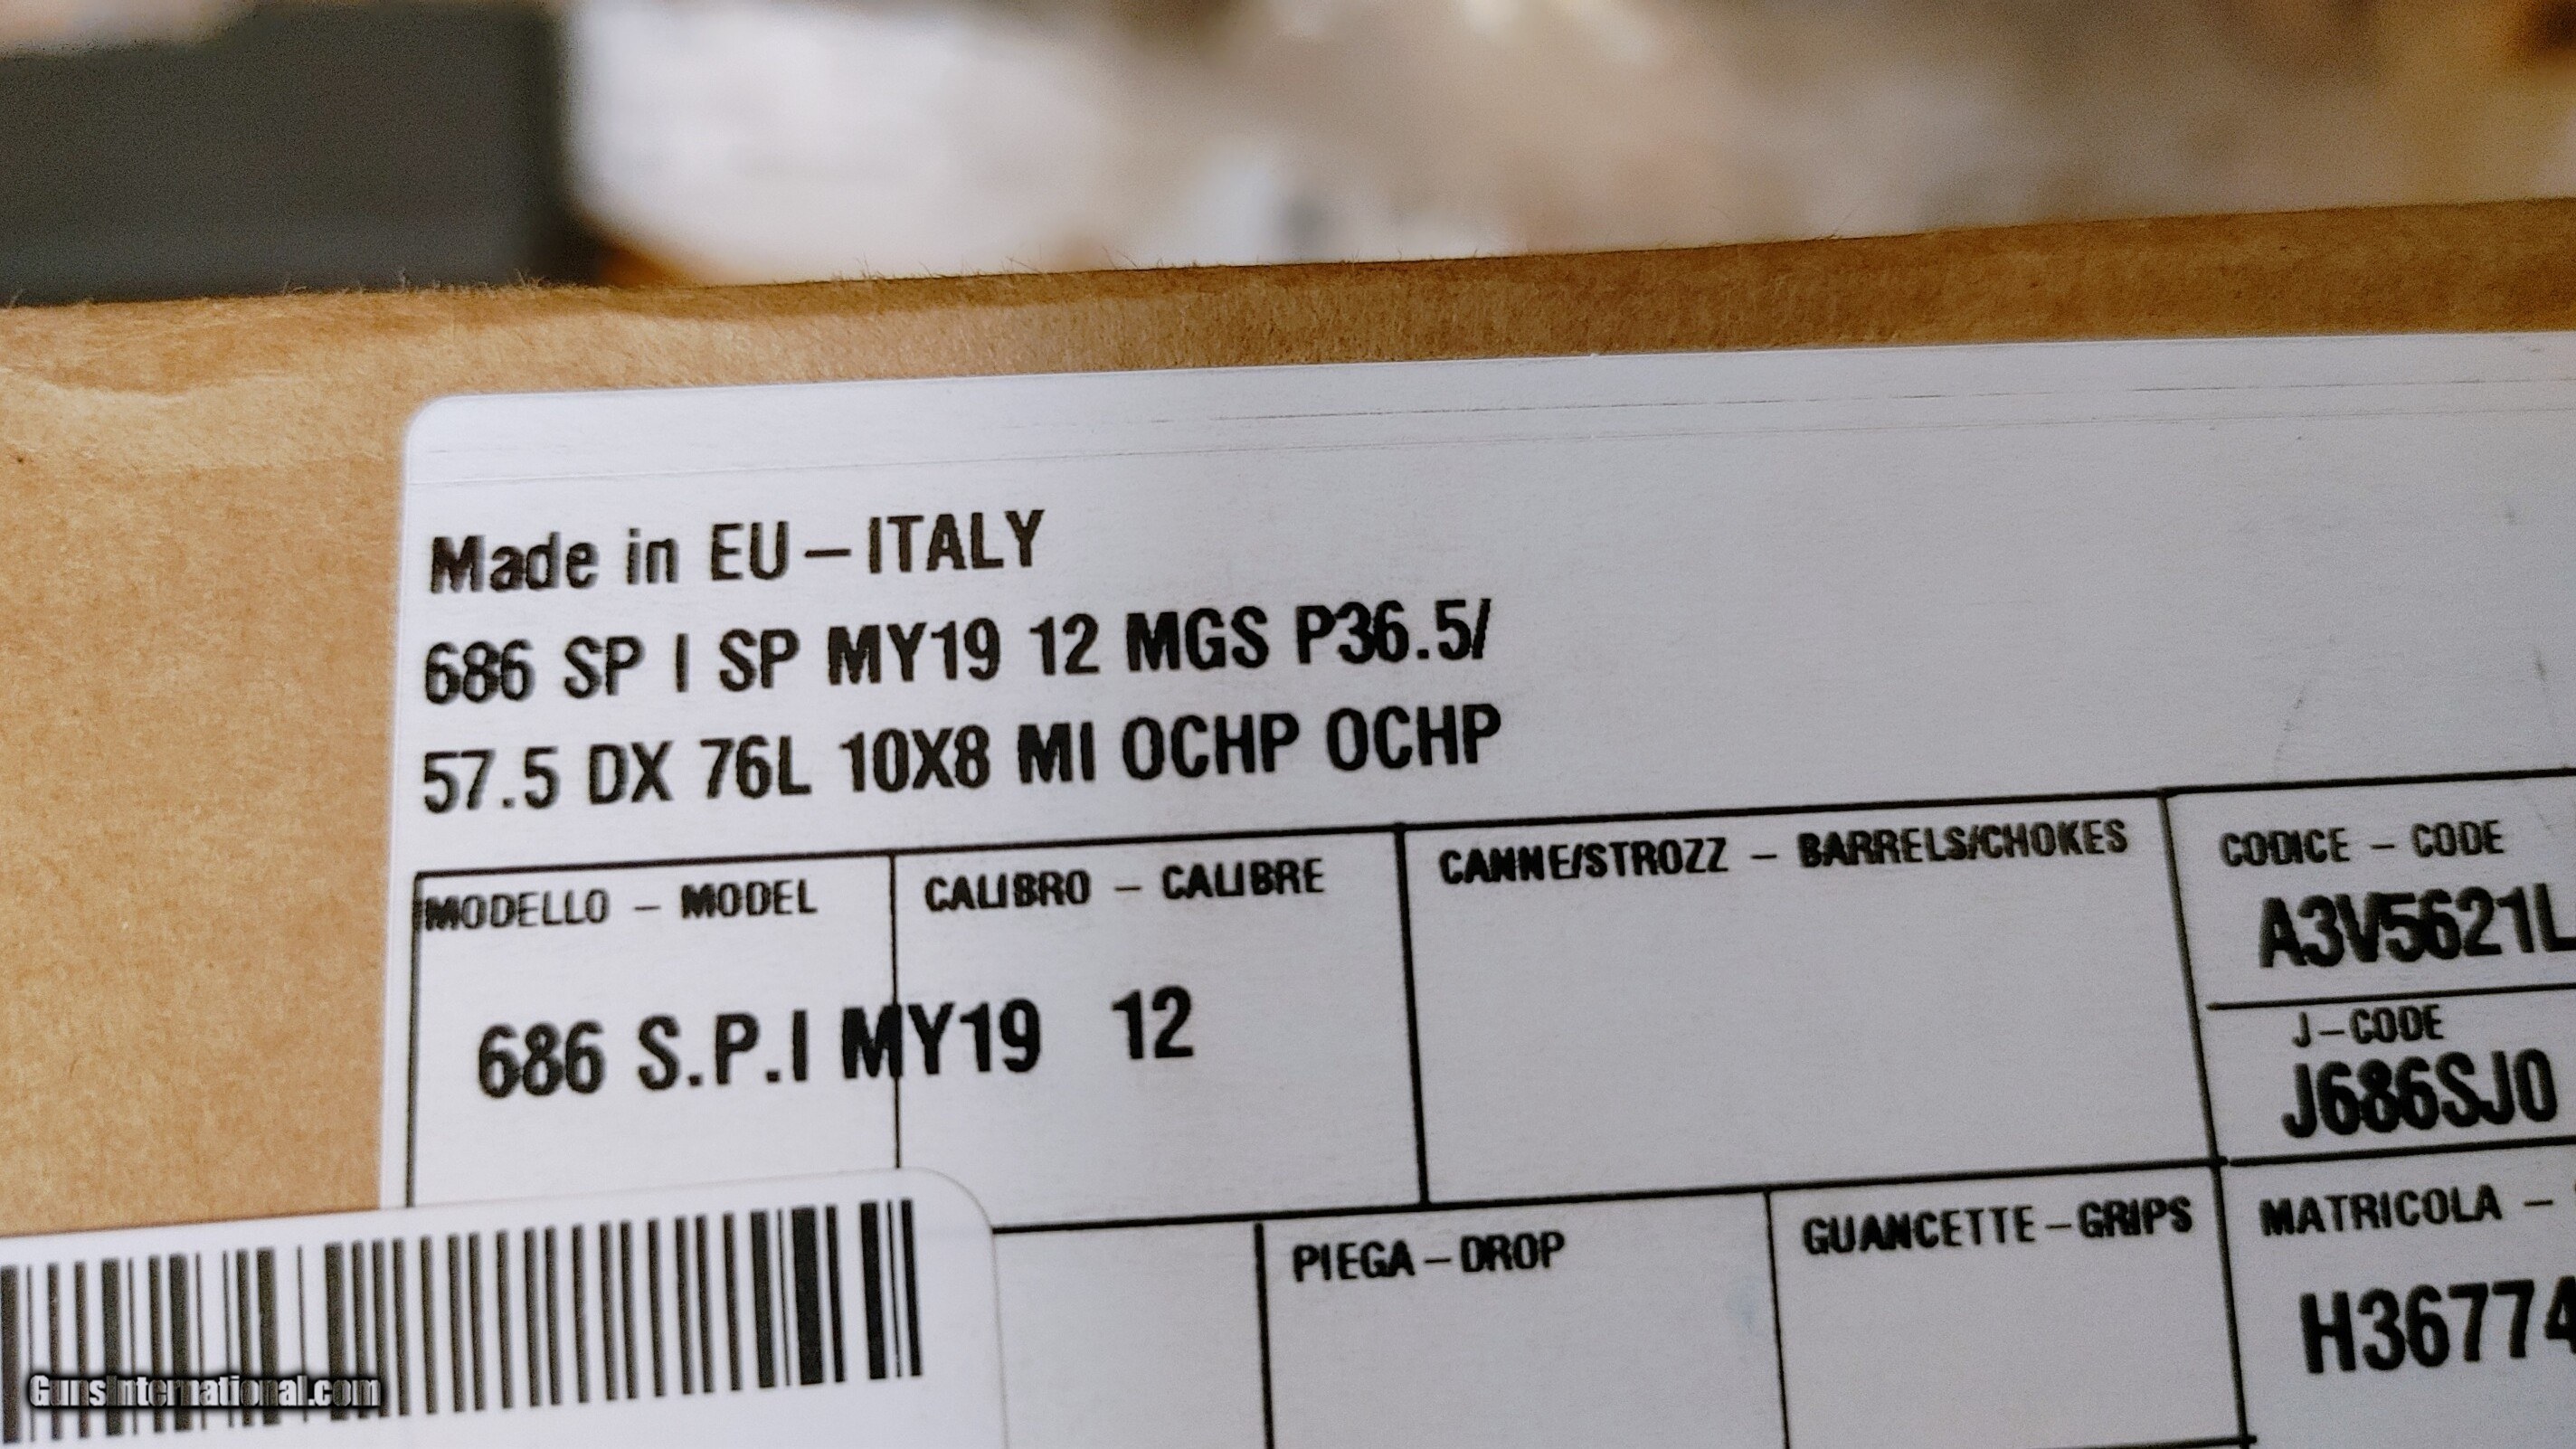 Made in EU – ITALY
686 SP I SP MY19 12 MGS P36.5/
57.5 DX 76L 10X8 MI OCHP OCHP
MODELLO – MODEL
CALIBRO – CALIBRE
CANNE/STROZZ – BARRELS/CHOKES
CODICE – CODE
A3V5621L
686 S.P.I MY19
12
J–CODE
J686SJ0
PIEGA – DROP
GUANCETTE – GRIPS
MATRICOLA –
H36774
GunsInternational.com